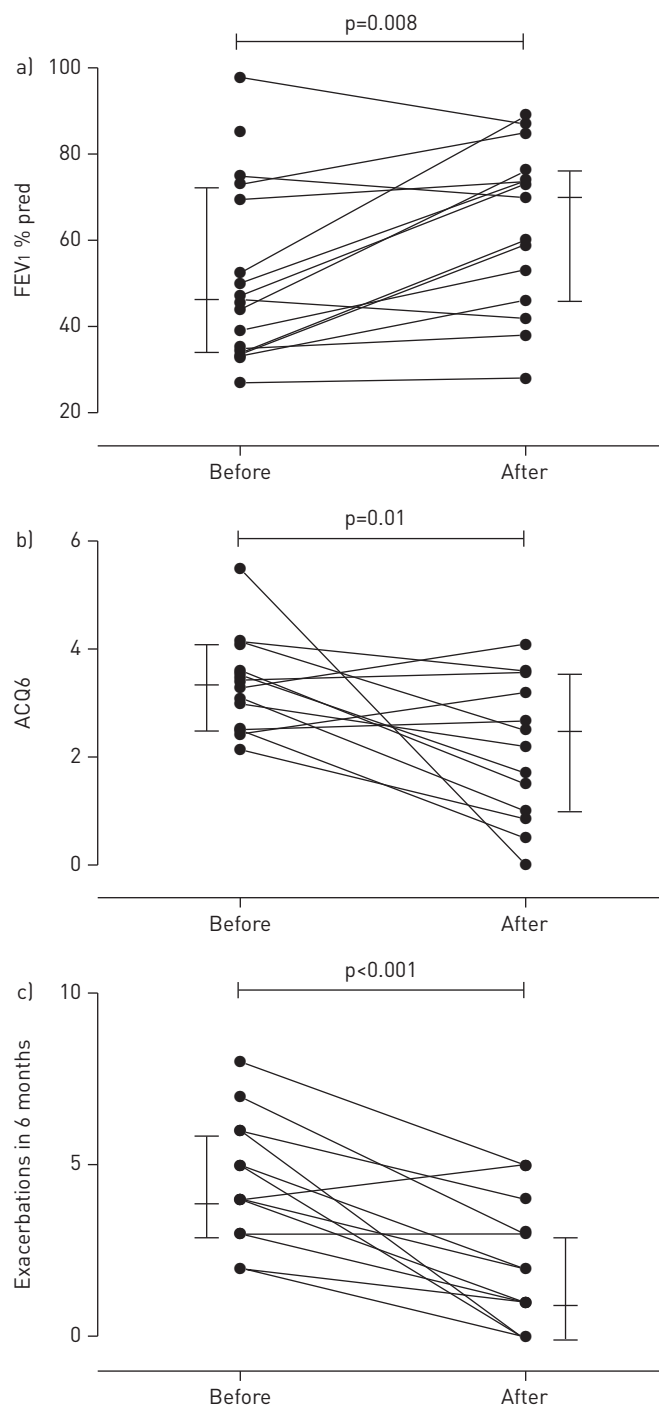 p=0.008
a)
100
80
60
40
20
FEV1 % pred
Before
After
p=0.01
b)
6
4
2
0
ACQ6
Before
After
p<0.001
c)
10
5
0
Exacerbations in 6 months
Before
After